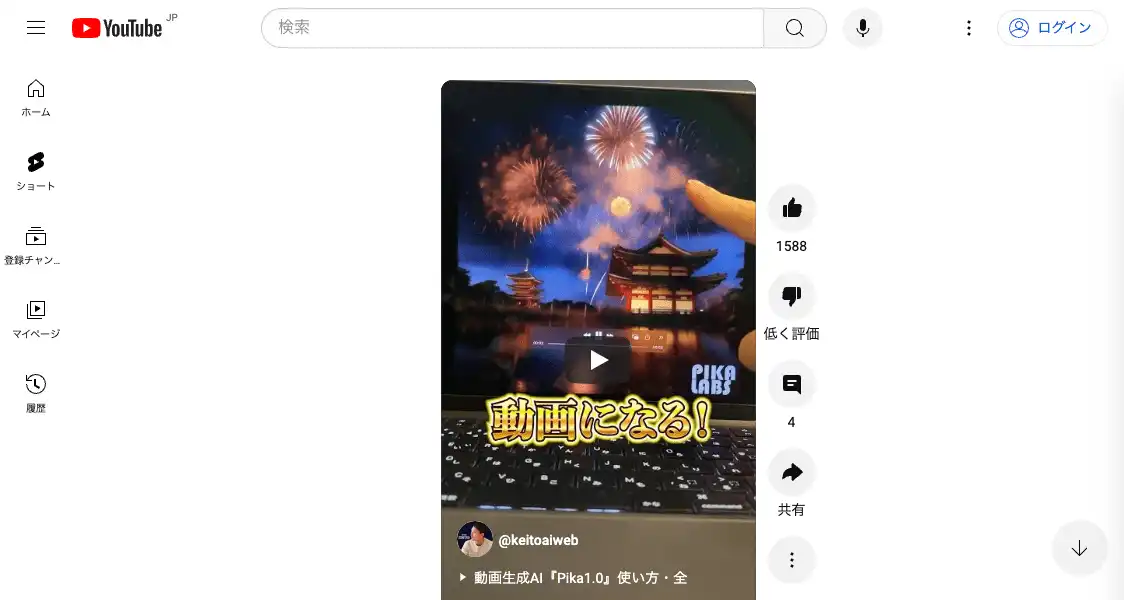 YouTube JP
検索
ログイン
ホーム
ショート
登録チャン...
マイページ
履歴
PIKA
LABS
動画になる!
1588
低く評価
4
共有
@keitoaiweb
動画生成AI『Pika1.0』使い方・全